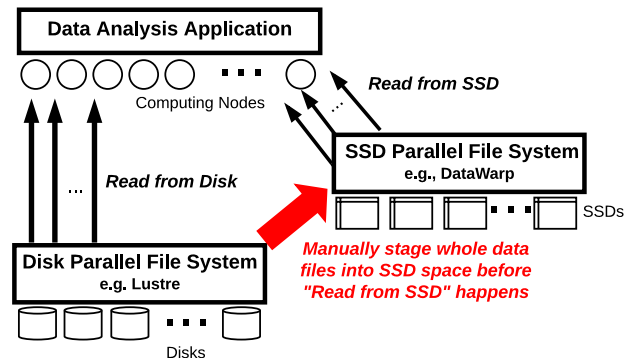 Data Analysis Application
Computing Nodes
Read from SSD
...
... Read from Disk
SSD Parallel File System
e.g., DataWarp
SSDs
Manually stage whole data
files into SSD space before
"Read from SSD" happens
Disk Parallel File System
e.g. Lustre
Disks